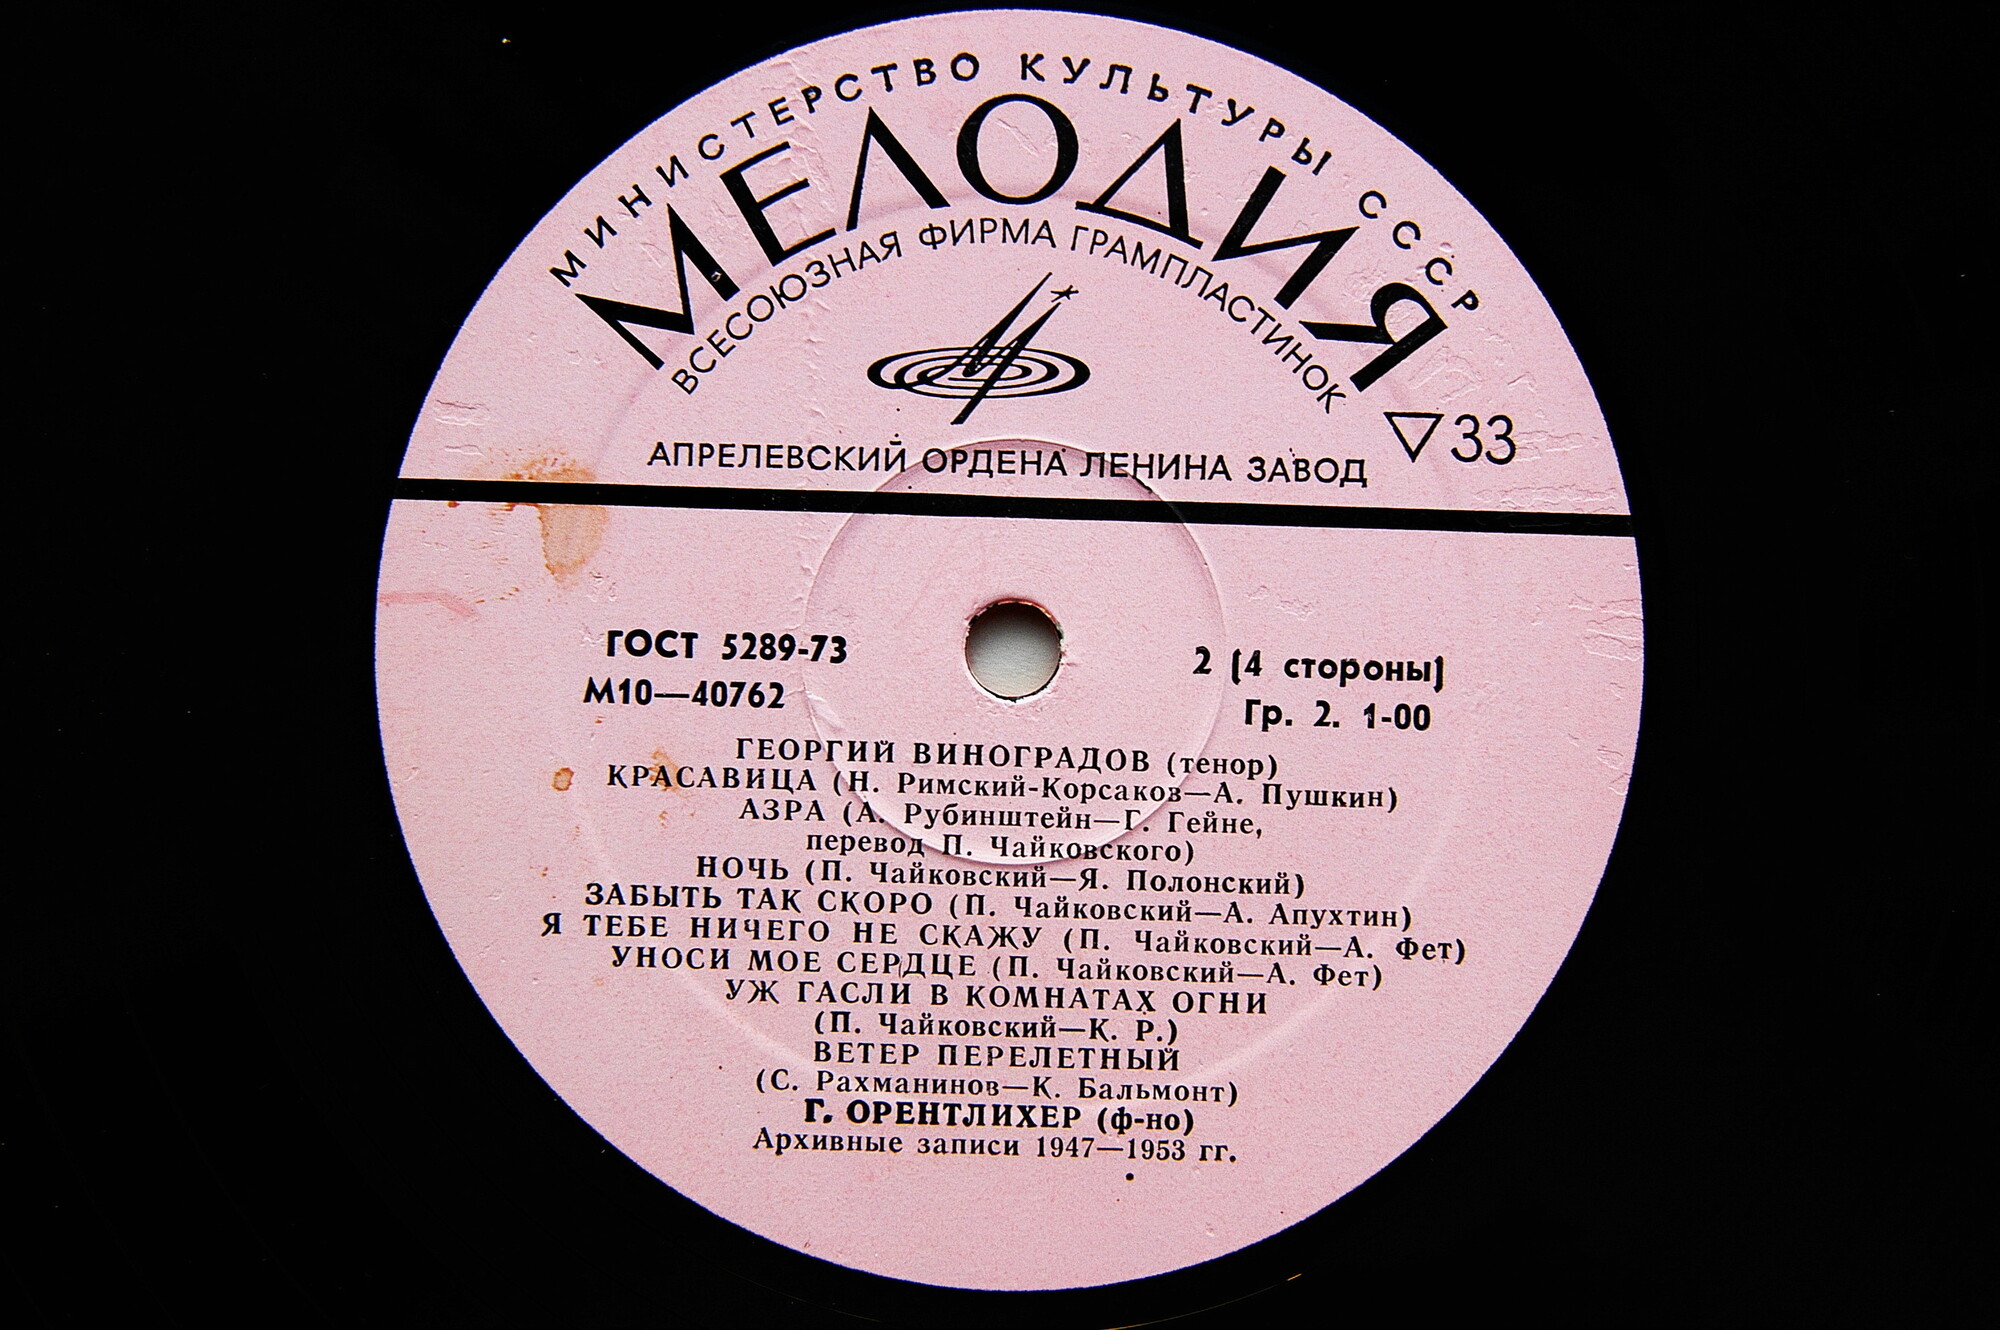 МИНИСТЕРСТВО КУЛЬТУРЫ СССР
МЕЛОДИЯ
ВСЕСОЮЗНАЯ ФИРМА ГРАМПЛАСТИНОК
▽33
АПРЕЛЕВСКИЙ ОРДЕНА ЛЕНИНА ЗАВОД
ГОСТ 5289-73
2 (4 стороны)
М10—40762
Гр. 2. 1-00
ГЕОРГИЙ ВИНОГРАДОВ (тенор)
КРАСАВИЦА (Н. Римский-Корсаков—А. Пушкин)
АЗРА (А. Рубинштейн—Г. Гейне,
перевод П. Чайковского)
НОЧЬ (П. Чайковский—Я. Полонский)
ЗАБЫТЬ ТАК СКОРО (П. Чайковский—А. Апухтин)
Я ТЕБЕ НИЧЕГО НЕ СКАЖУ (П. Чайковский—А. Фет)
УНОСИ МОЕ СЕРДЦЕ (П. Чайковский—А. Фет)
УЖ ГАСЛИ В КОМНАТАХ ОГНИ
(П. Чайковский—К. Р.)
ВЕТЕР ПЕРЕЛЕТНЫЙ
(С. Рахманинов—К. Бальмонт)
Г. ОРЕНТЛИХЕР (ф-но)
Архивные записи 1947—1953 гг.